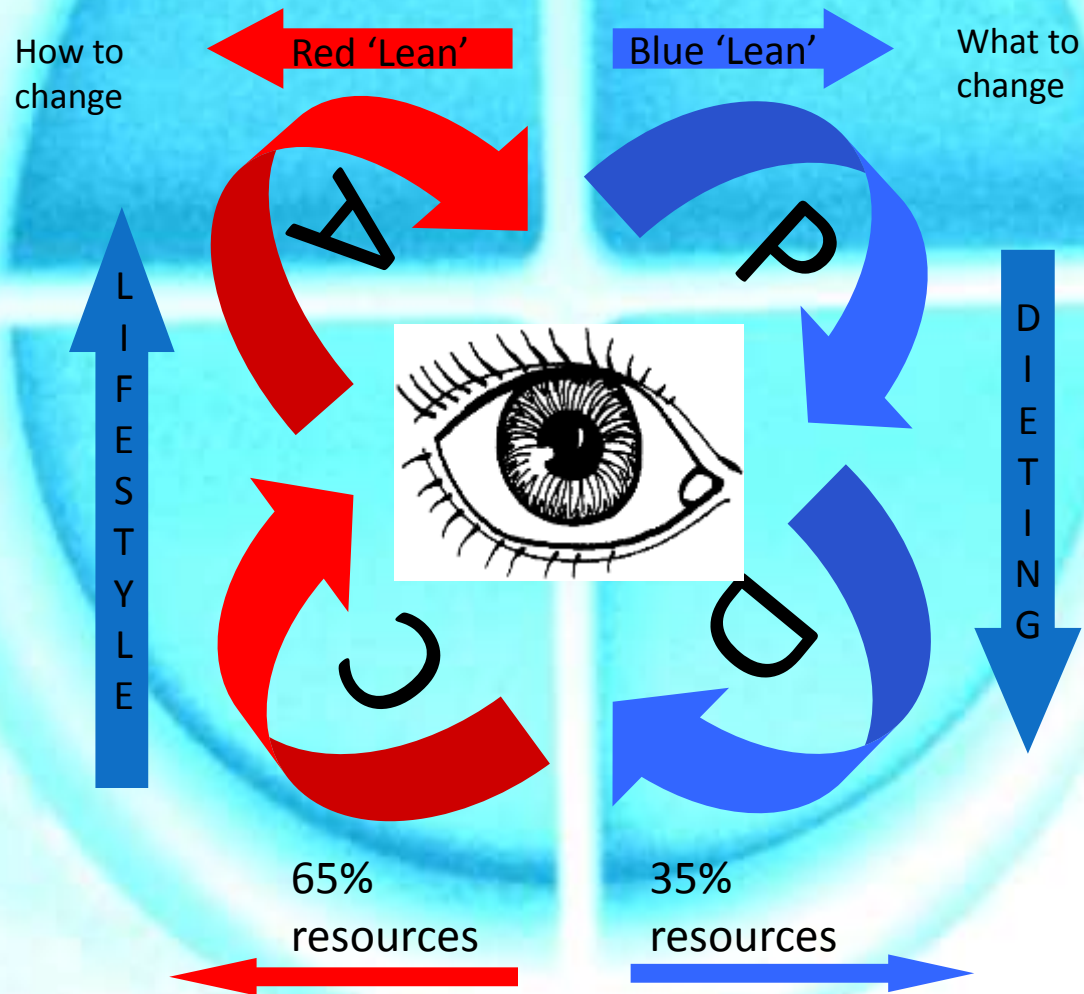 How to
change
Red ‘Lean’
Blue ‘Lean’
What to
change
A
P
LIFESTYLE
DIETING
C
D
65%
resources
35%
resources